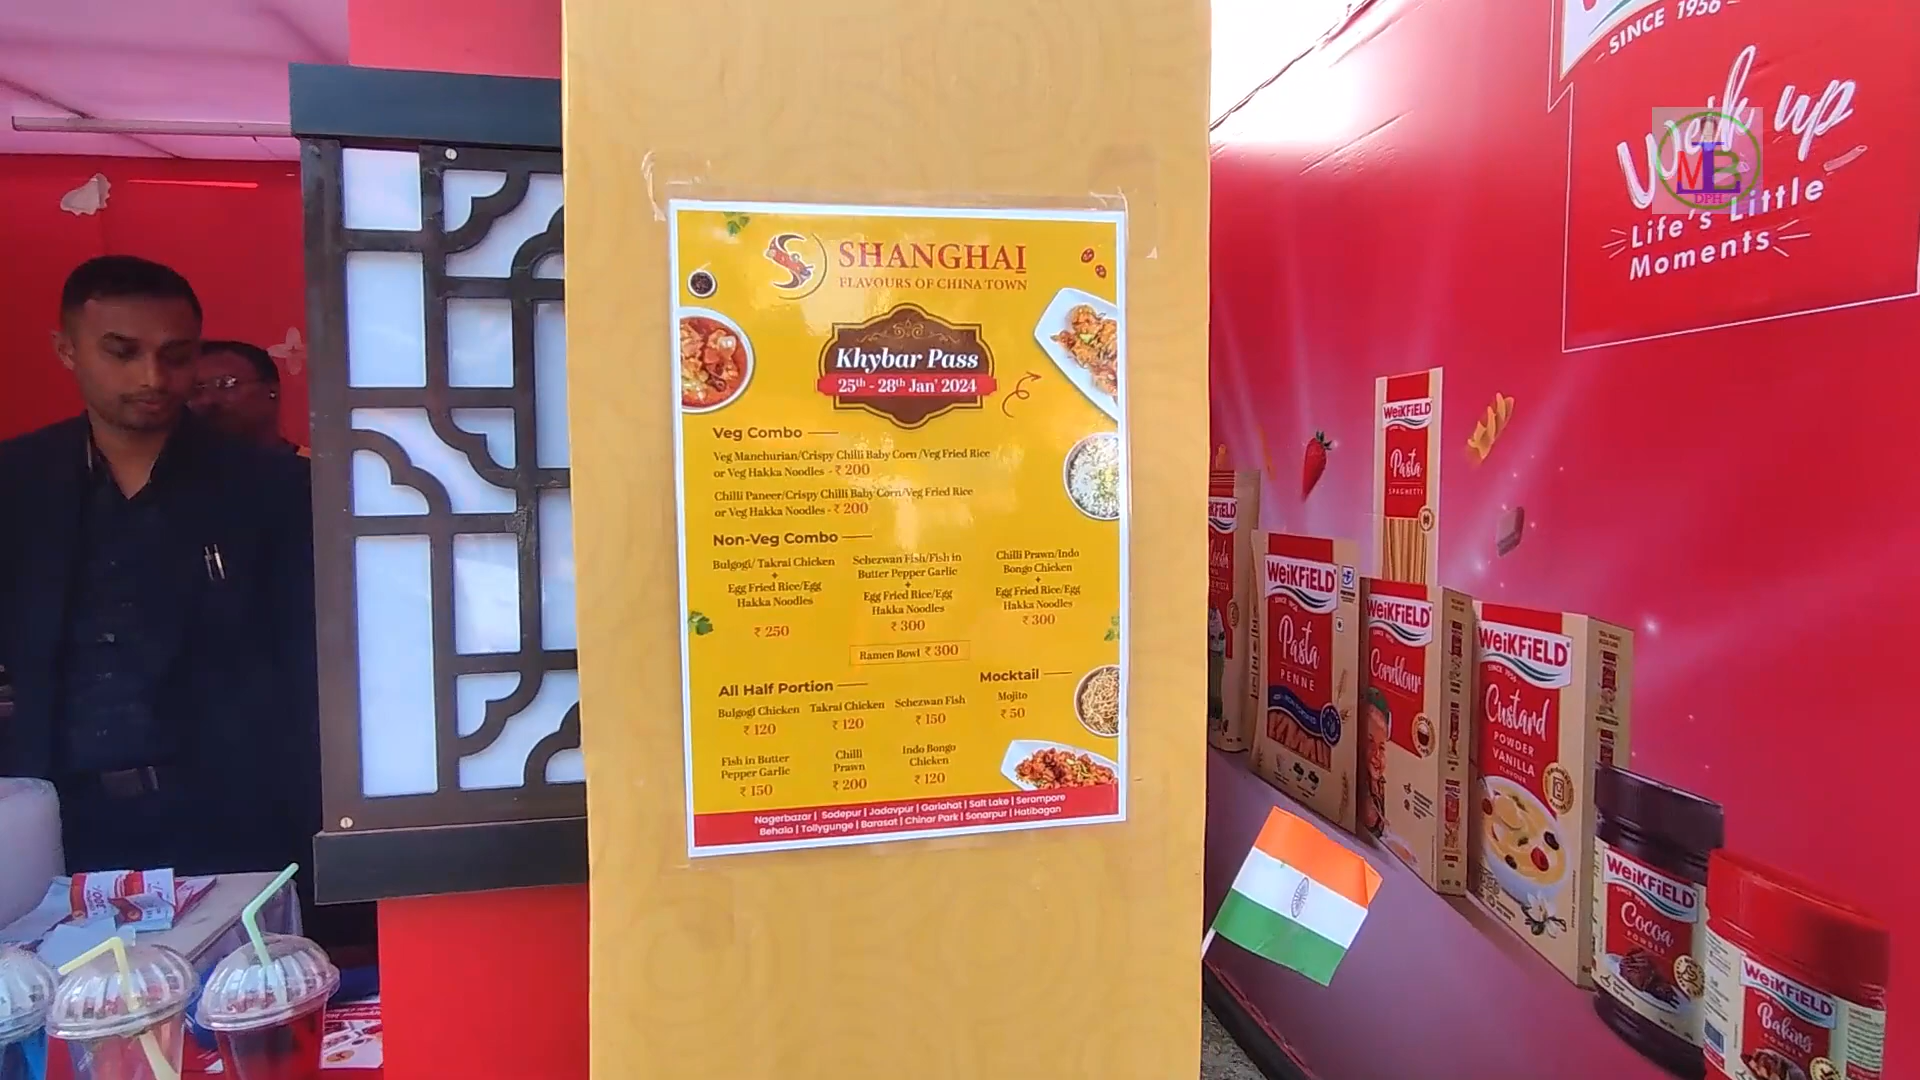 SHANGHAI
FLAVOURS OF CHINA TOWN
Khybar Pass
25th - 28th Jan' 2024
Veg Combo
Veg Manchurian/Crispy Chilli Baby Corn /Veg Fried Rice
or Veg Hakka Noodles - ₹ 200
Chilli Paneer/Crispy Chilli Baby Corn/Veg Fried Rice
or Veg Hakka Noodles - ₹ 200
Non-Veg Combo
Bulgogi/ Takrai Chicken
+
Egg Fried Rice/Egg
Hakka Noodles
₹ 250
Schezwan Fish/Fish in
Butter Pepper Garlic
+
Egg Fried Rice/Egg
Hakka Noodles
₹ 300
Chilli Prawn/Indo
Bongo Chicken
+
Egg Fried Rice/Egg
Hakka Noodles
₹ 300
Ramen Bowl ₹ 300
All Half Portion
Bulgogi Chicken
₹ 120
Takrai Chicken
₹ 120
Schezwan Fish
₹ 150
Fish in Butter
Pepper Garlic
₹ 150
Chilli
Prawn
₹ 200
Indo Bongo
Chicken
₹ 120
Mocktail
Mojito
₹ 50
Nagerbazar | Sodepur | Jadavpur | Gariahat | Salt Lake | Serampore
Behala | Tollygunge | Barasat | Chinar Park | Sonarpur | Hatibagan
SINCE 1956
Weik up
Life's Little
Moments
MB
DPH
WEiKFiELD
Pasta
SPAGHETTI
WEiKFiELD
SINCE 1956
Pasta
PENNE
WEiKFiELD
Cornflour
WEiKFiELD
SINCE 1956
Custard
POWDER
VANILLA
FLAVOUR
WEiKFiELD
Cocoa
POWDER
WEiKFiELD
Baking
POWDER
300/-